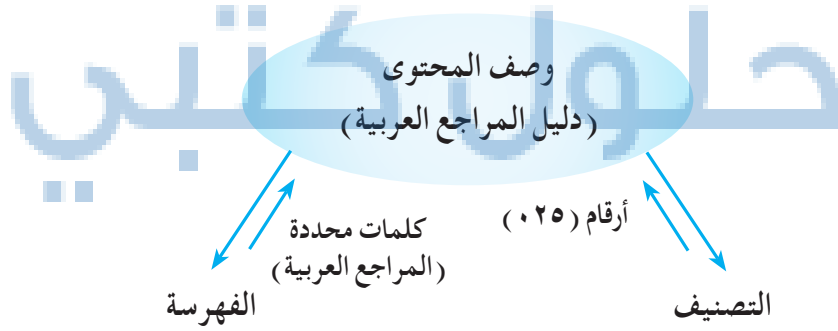 حلول كتبي
وصف المحتوى
(دليل المراجع العربية)
أرقام (٠٢٥)
كلمات محددة
(المراجع العربية)
التصنيف
الفهرسة